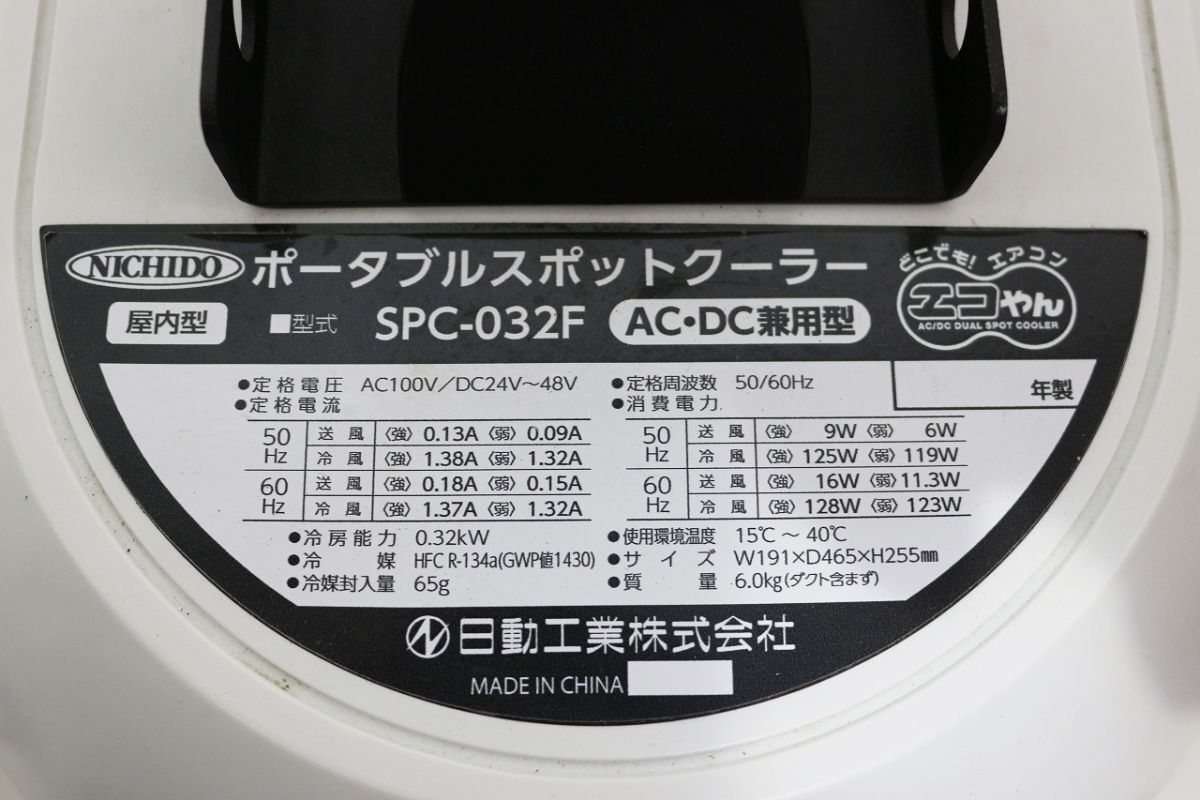 NICHIDO ポータブルスポットクーラー
どこでも! エアコン
エコやん
AC/DC DUAL SPOT COOLER
屋内型 ■型式 SPC-032F AC・DC兼用型
年製
●定格電圧 AC100V／DC24V～48V
●定格電流
50Hz 送風 〈強〉 0.13A 〈弱〉 0.09A
冷風 〈強〉 1.38A 〈弱〉 1.32A
60Hz 送風 〈強〉 0.18A 〈弱〉 0.15A
冷風 〈強〉 1.37A 〈弱〉 1.32A
●定格周波数 50/60Hz
●消費電力
50Hz 送風 〈強〉 9W 〈弱〉 6W
冷風 〈強〉 125W 〈弱〉 119W
60Hz 送風 〈強〉 16W 〈弱〉 11.3W
冷風 〈強〉 128W 〈弱〉 123W
●冷房能力 0.32kW
●冷媒 HFC R-134a(GWP値1430)
●冷媒封入量 65g
●使用環境温度 15℃ ～ 40℃
●サイズ W191×D465×H255㎜
●質量 6.0kg(ダクト含まず)
日動工業株式会社
MADE IN CHINA